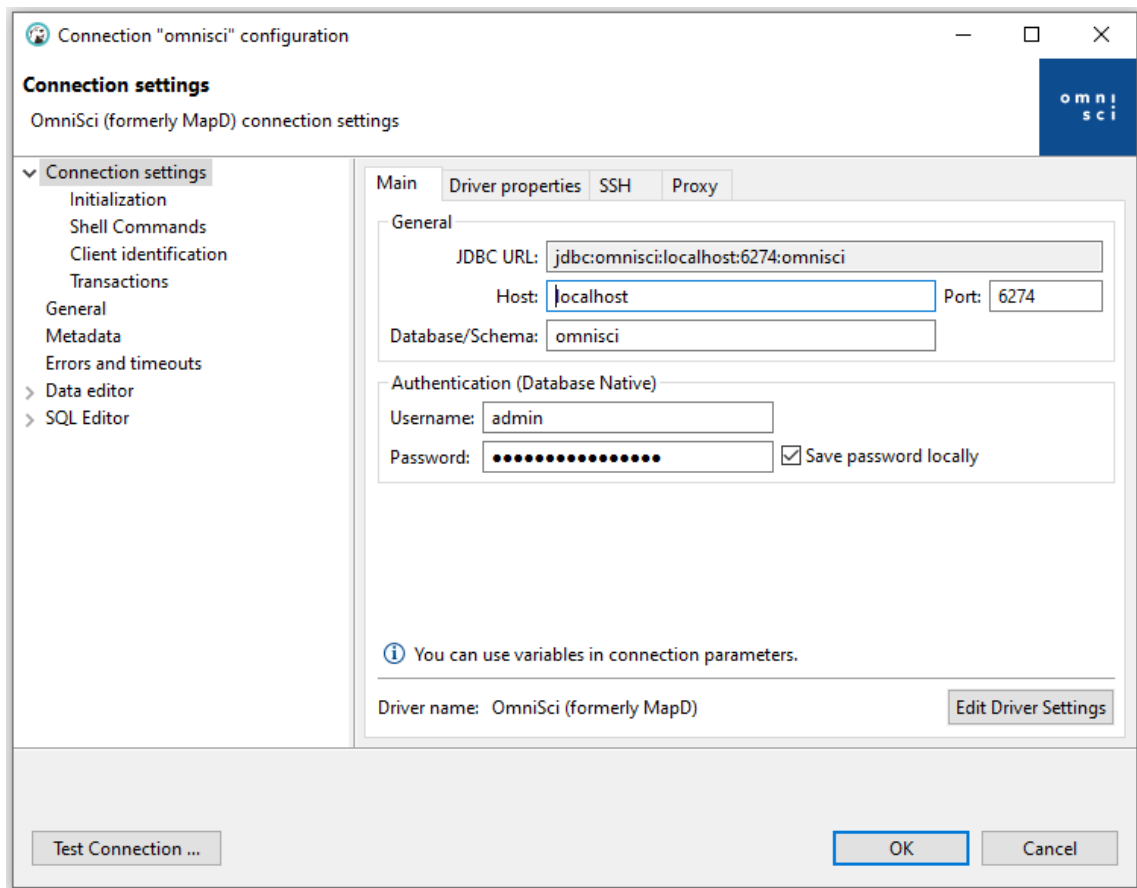 Connection "omnisci" configuration
Connection settings
OmniSci (formerly MapD) connection settings
omni
sci
Connection settings
Initialization
Shell Commands
Client identification
Transactions
General
Metadata
Errors and timeouts
Data editor
SQL Editor
Main Driver properties SSH Proxy
General
JDBC URL: jdbc:omnisci:localhost:6274:omnisci
Host: localhost Port: 6274
Database/Schema: omnisci
Authentication (Database Native)
Username: admin
Password: ●●●●●●●●●●●●●●●● Save password locally
You can use variables in connection parameters.
Driver name: OmniSci (formerly MapD) Edit Driver Settings
Test Connection ... OK Cancel